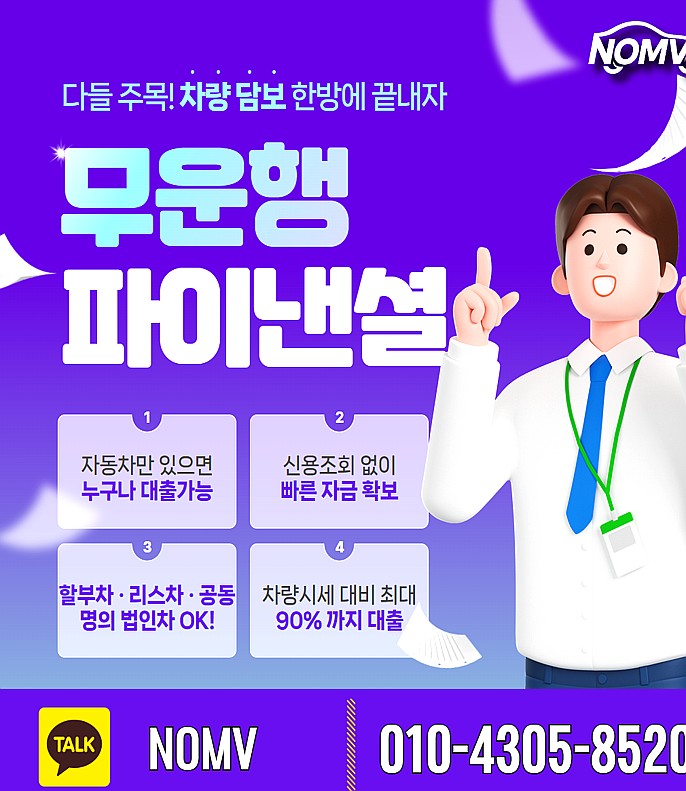 NOMV
다들 주목! 차량 담보 한방에 끝내자
무운행
파이낸셜
1
자동차만 있으면
누구나 대출가능
2
신용조회 없이
빠른 자금 확보
3
할부차 · 리스차 · 공동
명의 법인차 OK!
4
차량시세 대비 최대
90% 까지 대출
TALK
NOMV
010-4305-8520